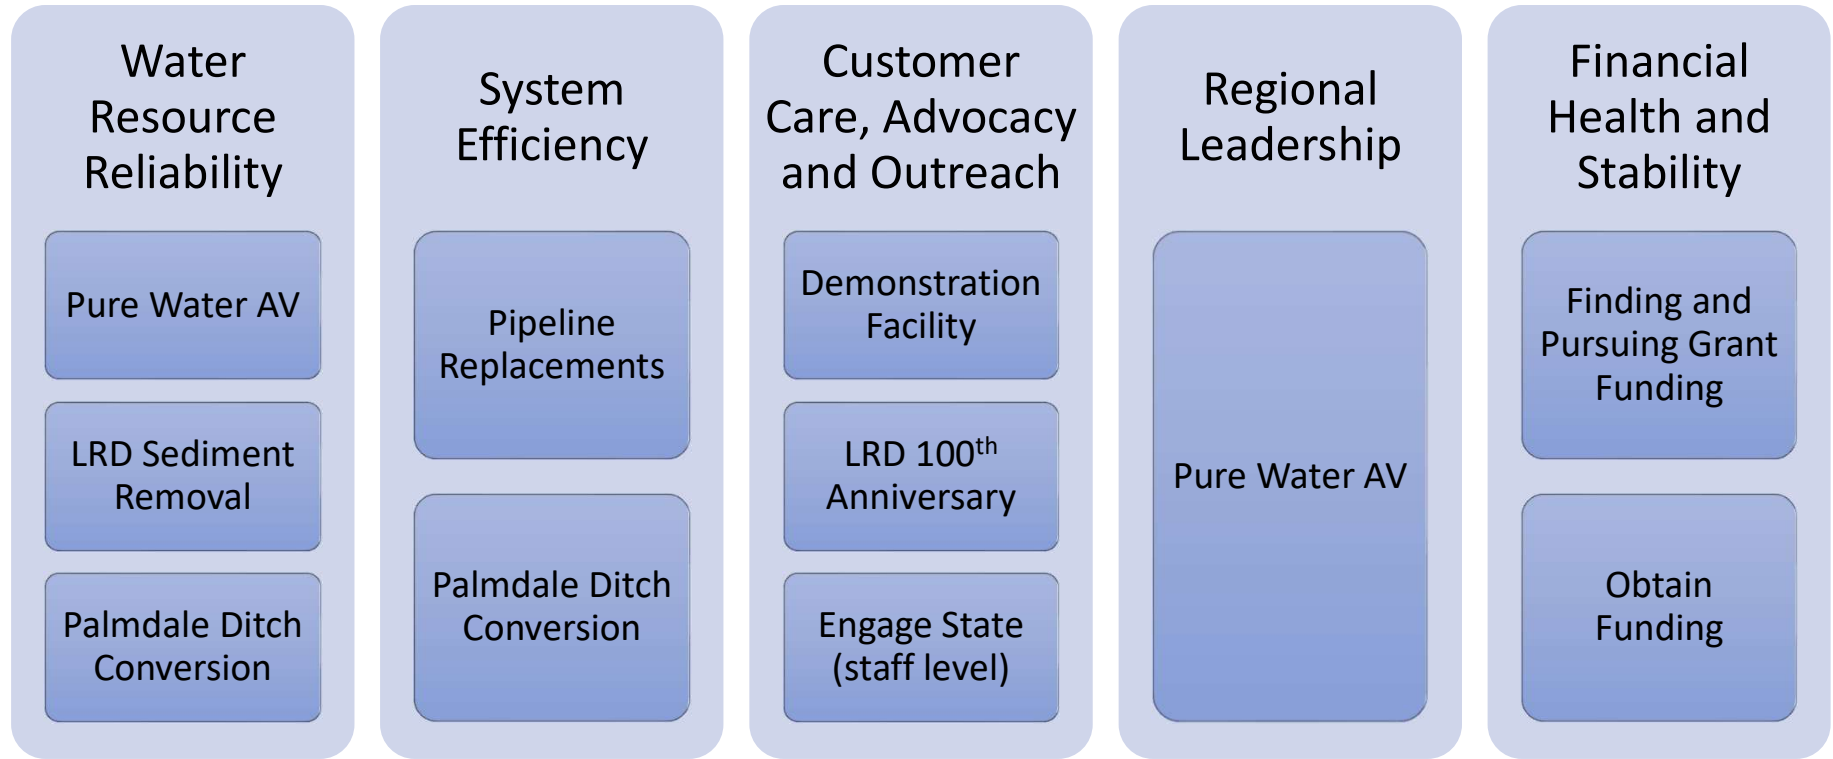 Water
Resource
Reliability
Pure Water AV
LRD Sediment
Removal
Palmdale Ditch
Conversion
System
Efficiency
Pipeline
Replacements
Palmdale Ditch
Conversion
Customer
Care, Advocacy
and Outreach
Demonstration
Facility
LRD 100th
Anniversary
Engage State
(staff level)
Regional
Leadership
Pure Water AV
Financial
Health and
Stability
Finding and
Pursuing Grant
Funding
Obtain
Funding